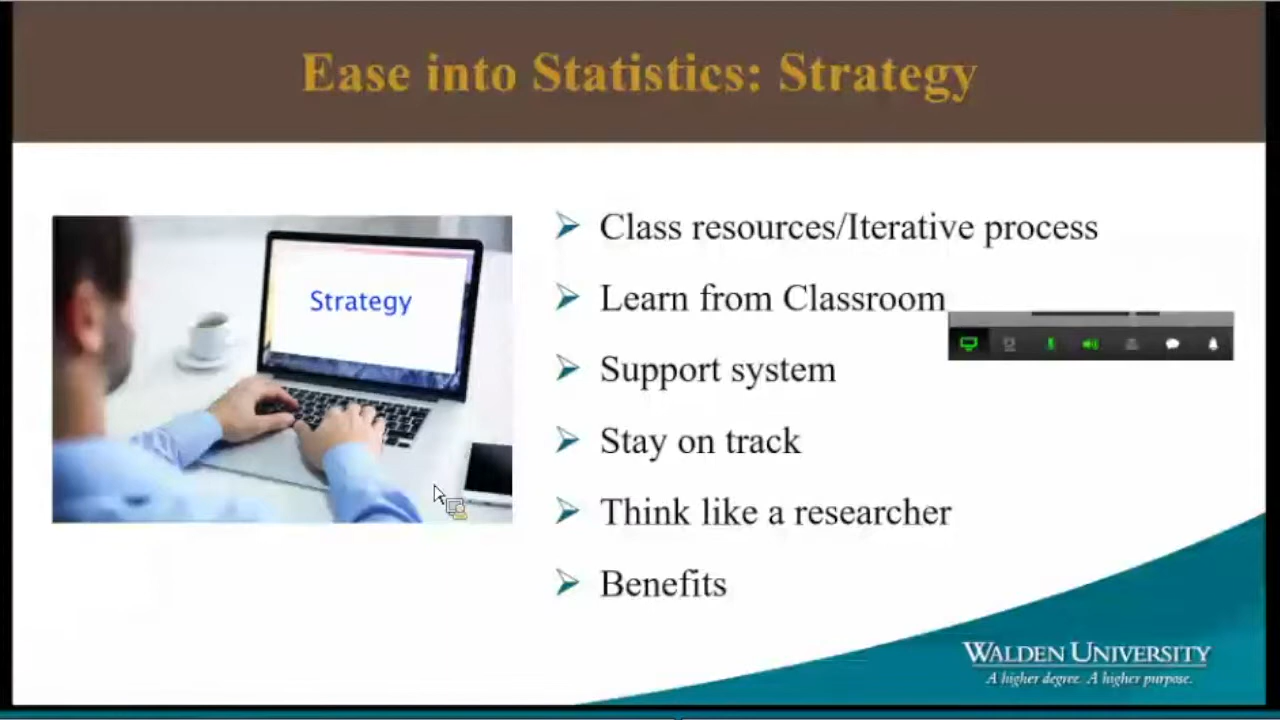 Ease into Statistics: Strategy
Strategy
Class resources/Iterative process
Learn from Classroom
Support system
Stay on track
Think like a researcher
Benefits
WALDEN UNIVERSITY
A higher degree. A higher purpose.